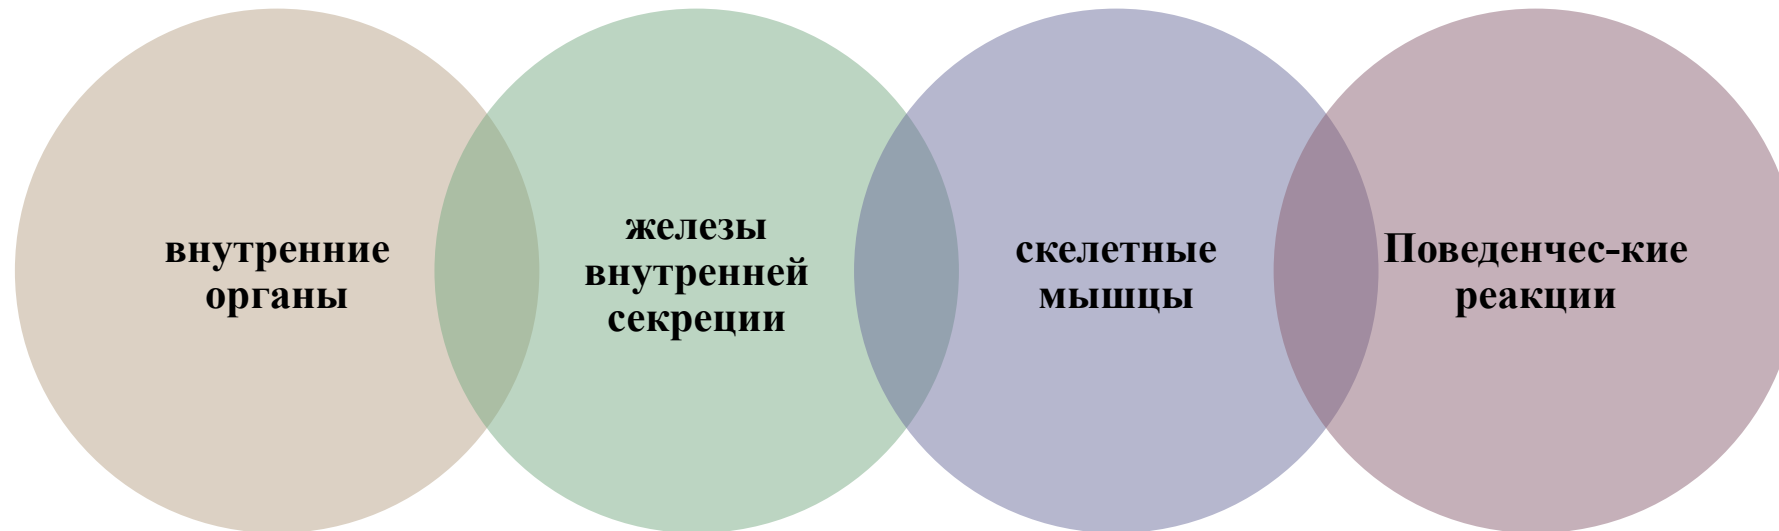 внутренние
органы
железы
внутренней
секреции
скелетные
мышцы
Поведенчес-кие
реакции